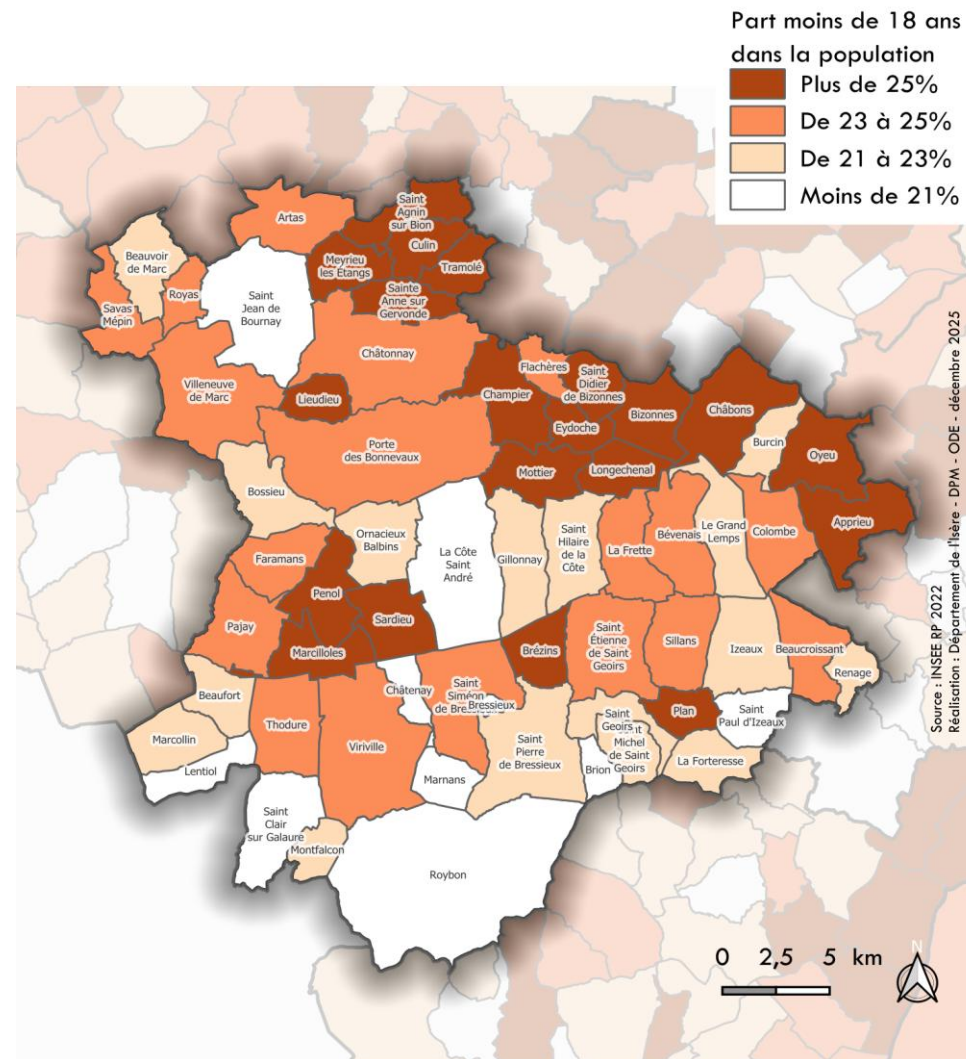 Part moins de 18 ans
dans la population
Plus de 25%
De 23 à 25%
De 21 à 23%
Moins de 21%
Saint
Agnin
sur Bion
Artas
Culin
Beauvoir
de Marc
Meyrieu
les Étangs
Tramolé
Royas
Saint
Jean de
Bournay
Sainte
Anne sur
Gervonde
Savas
Mépin
Châtonnay
Flachères
Saint
Didier
de Bizonnes
Villeneuve
de Marc
Lieudieu
Champier
Bizonnes
Châbons
Eydoche
Burcin
Oyeu
Porte
des Bonnevaux
Mottier
Longechenal
Bossieu
Apprieu
Ornacieux
Balbins
La Côte
Saint
André
Gillonnay
Saint
Hilaire
de la
Côte
La Frette
Bévenais
Le Grand
Lemps
Colombe
Faramans
Penol
Sardieu
Pajay
Marcilloles
Brézins
Saint
Étienne
de Saint
Geoirs
Sillans
Izeaux
Beaucroissant
Renage
Beaufort
Châtenay
Saint
Siméon
de Bressieux
Bressieux
Plan
Saint
Paul d'Izeaux
Thodure
Viriville
Saint
Geoirs
Marcollin
Saint
Pierre
de Bressieux
Michel
de Saint
Geoirs
La Forteresse
Lentiol
Marnans
Brion
Saint
Clair
sur Galaure
Montfalcon
Roybon
0 2,5 5 km
N
Source : INSEE RP 2022
Réalisation : Département de l'Isère - DPM - ODE - décembre 2025